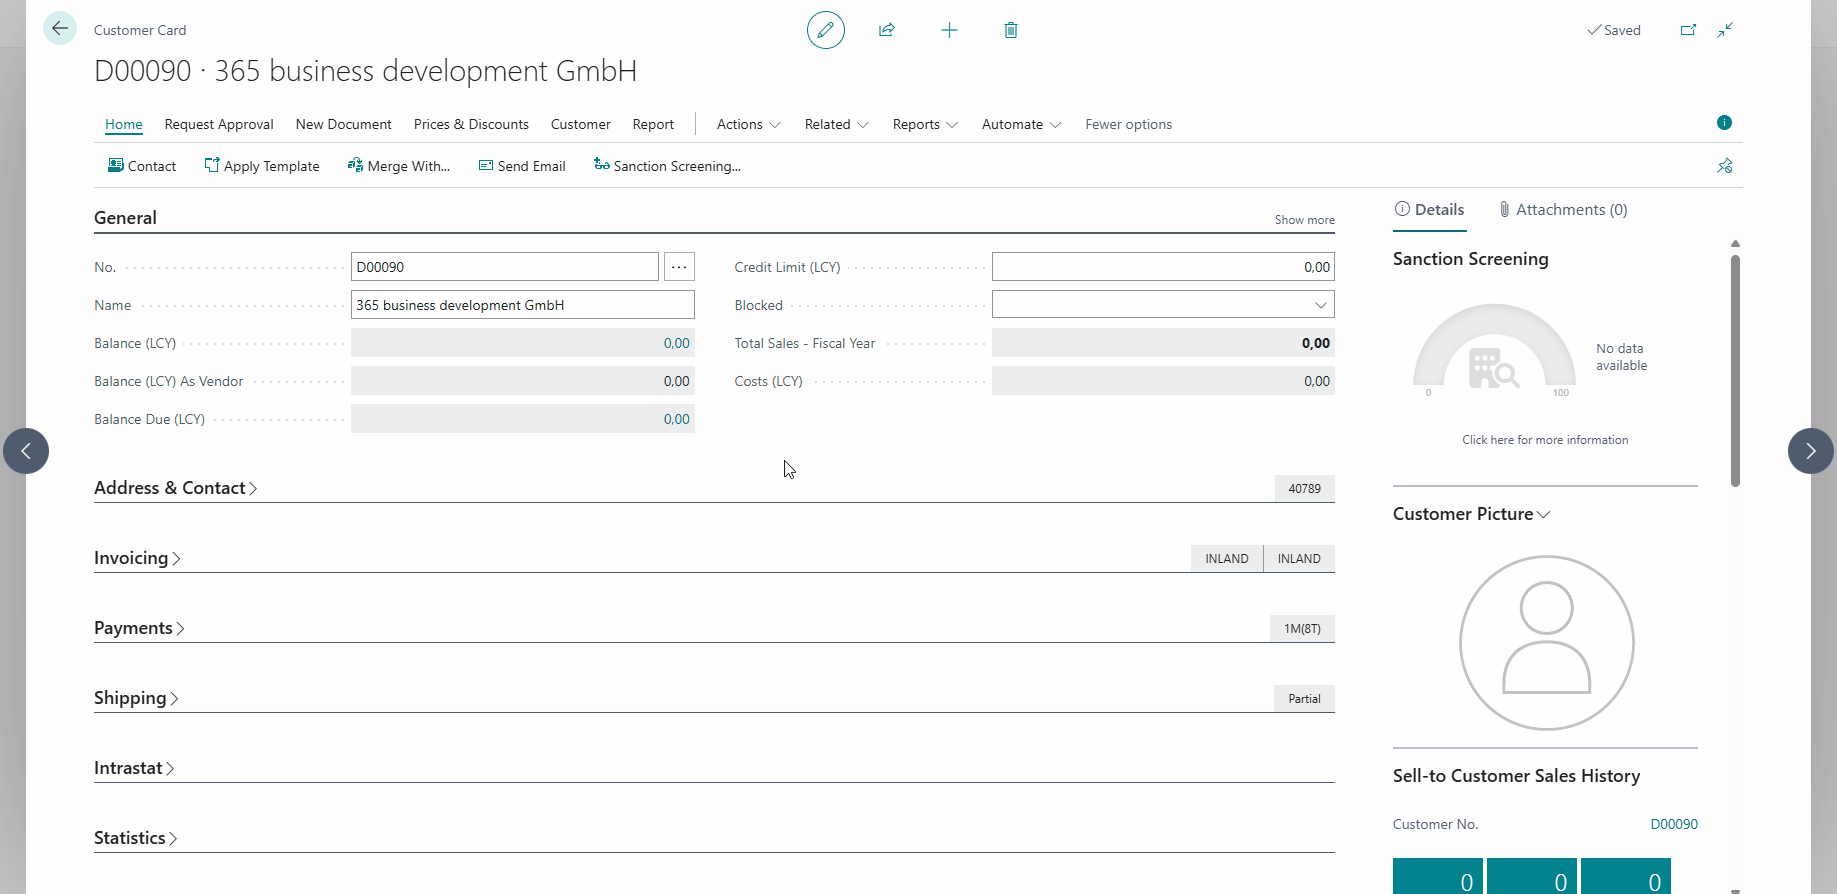 Customer Card
Saved
D00090 · 365 business development GmbH
Home Request Approval New Document Prices & Discounts Customer Report Actions Related Reports Automate Fewer options
Contact Apply Template Merge With... Send Email Sanction Screening...
General
Show more
No.
D00090
Name
365 business development GmbH
Balance (LCY)
0,00
Balance (LCY) As Vendor
0,00
Balance Due (LCY)
0,00
Credit Limit (LCY)
0,00
Blocked
Total Sales - Fiscal Year
0,00
Costs (LCY)
0,00
Address & Contact
40789
Invoicing
INLAND INLAND
Payments
1M(8T)
Shipping
Partial
Intrastat
Statistics
Details Attachments (0)
Sanction Screening
No data
available
0 100
Click here for more information
Customer Picture
Sell-to Customer Sales History
Customer No. D00090
0 0 0